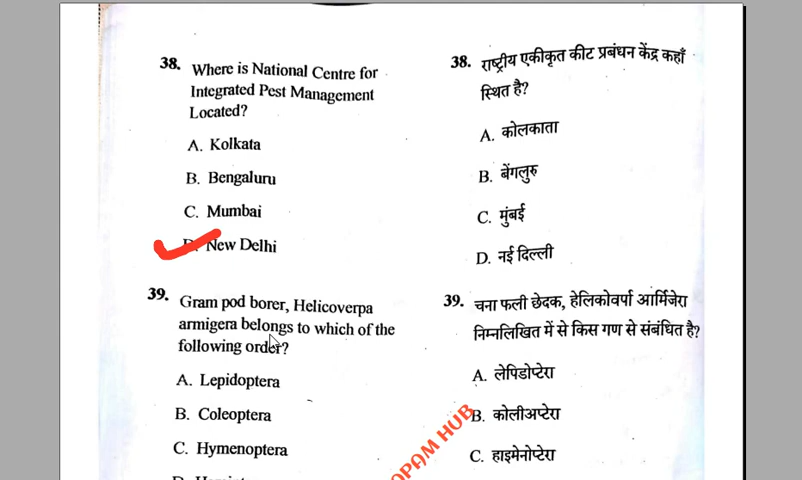 38. Where is National Centre for
Integrated Pest Management
Located?
A. Kolkata
B. Bengaluru
C. Mumbai
New Delhi
39. Gram pod borer, Helicoverpa
armigera belongs to which of the
following order?
A. Lepidoptera
B. Coleoptera
C. Hymenoptera
38. राष्ट्रीय एकीकृत कीट प्रबंधन केंद्र कहाँ
स्थित है?
A. कोलकाता
B. बेंगलुरु
C. मुंबई
D. नई दिल्ली
39. चना फली छेदक, हेलिकोवर्पा आर्मिजेरा
निम्नलिखित में से किस गण से संबंधित है?
A. लेपिडोप्टेरा
B. कोलीअप्टेरा
C. हाइमेनोप्टेरा
OPAM HUB